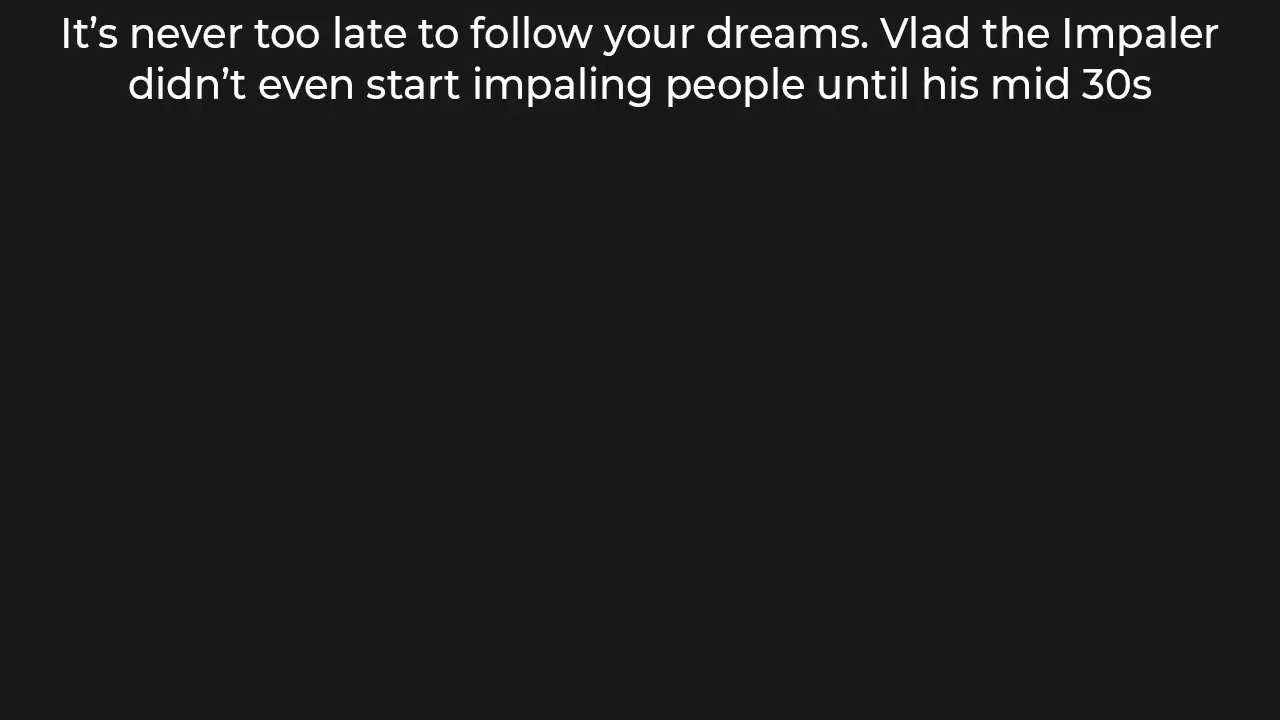 It’s never too late to follow your dreams. Vlad the Impaler
didn’t even start impaling people until his mid 30s